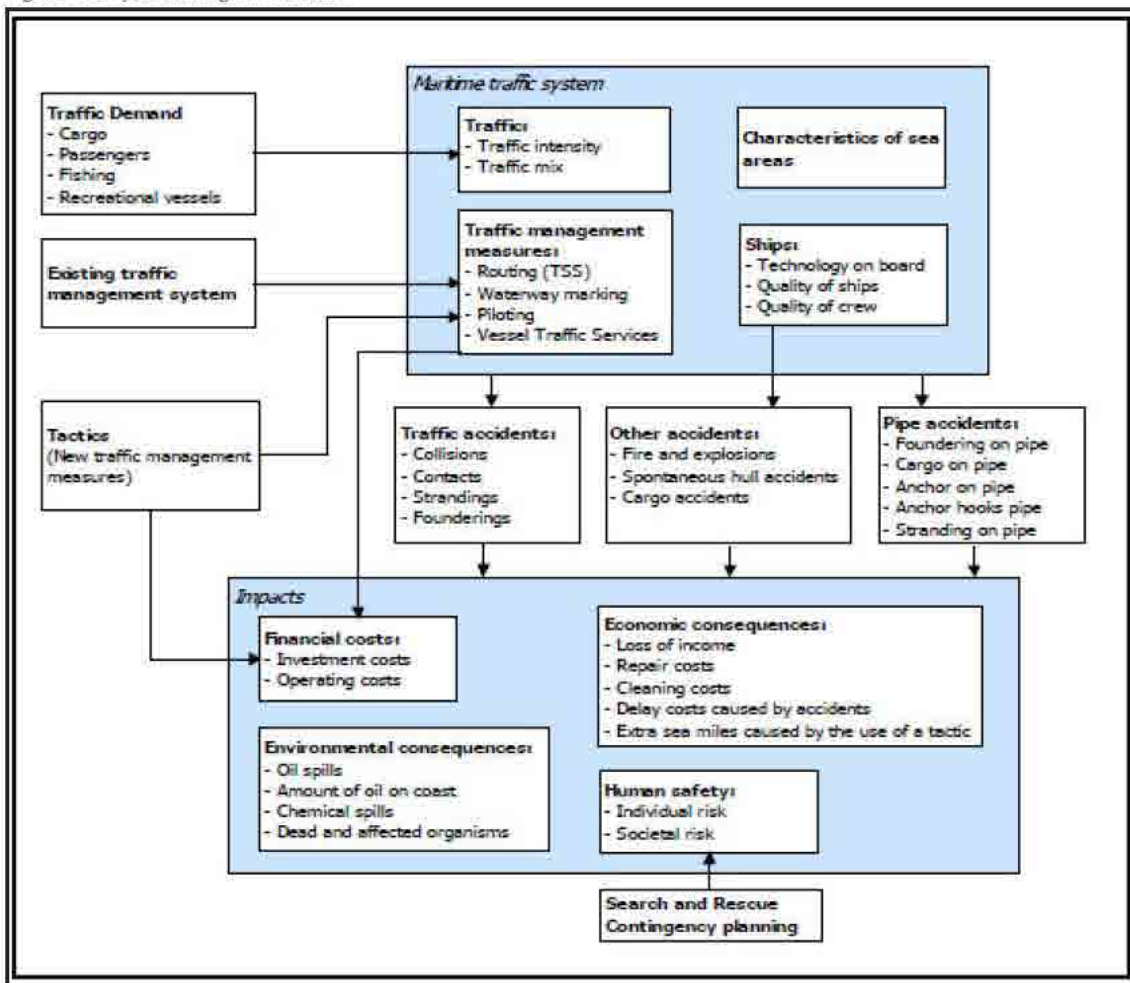 Maritime traffic system
Traffic Demand
- Cargo
- Passengers
- Fishing
- Recreational vessels
Traffic:
- Traffic intensity
- Traffic mix
Characteristics of sea
areas
Existing traffic
management system
Traffic management
measures:
- Routing (TSS)
- Waterway marking
- Piloting
- Vessel Traffic Services
Ships:
- Technology on board
- Quality of ships
- Quality of crew
Tactics
(New traffic management
measures)
Traffic accidents:
- Collisions
- Contacts
- Strandings
- Founderings
Other accidents:
- Fire and explosions
- Spontaneous hull accidents
- Cargo accidents
Pipe accidents:
- Foundering on pipe
- Cargo on pipe
- Anchor on pipe
- Anchor hooks pipe
- Stranding on pipe
Impacts
Financial costs:
- Investment costs
- Operating costs
Economic consequences:
- Loss of income
- Repair costs
- Cleaning costs
- Delay costs caused by accidents
- Extra sea miles caused by the use of a tactic
Environmental consequences:
- Oil spills
- Amount of oil on coast
- Chemical spills
- Dead and affected organisms
Human safety:
- Individual risk
- Societal risk
Search and Rescue
Contingency planning